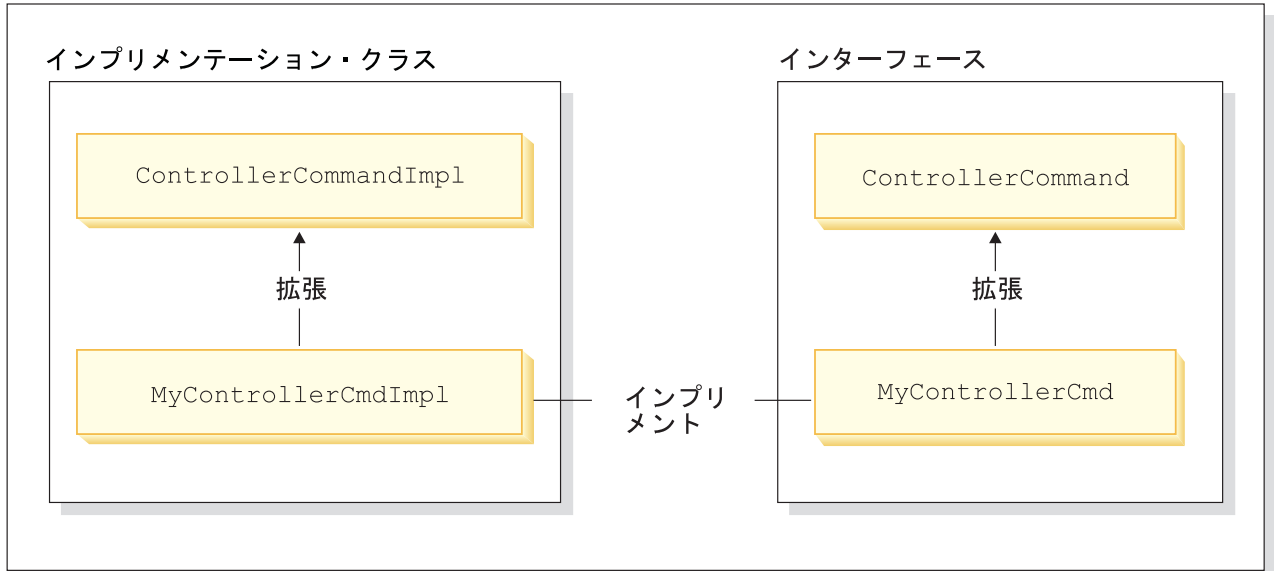 インプリメンテーション・クラス
ControllerCommandImpl
拡張
MyControllerCmdImpl
インプリ
メント
インターフェース
ControllerCommand
拡張
MyControllerCmd